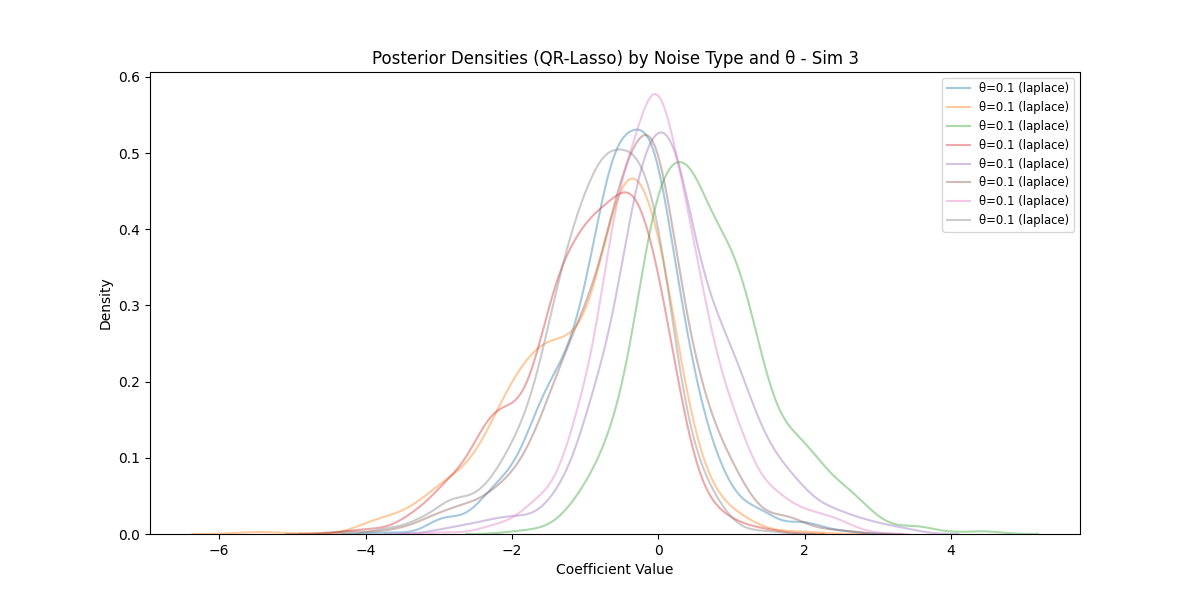 Posterior Densities (QR-Lasso) by Noise Type and θ - Sim 3
θ=0.1 (laplace)
θ=0.1 (laplace)
θ=0.1 (laplace)
θ=0.1 (laplace)
θ=0.1 (laplace)
θ=0.1 (laplace)
θ=0.1 (laplace)
θ=0.1 (laplace)
Density
0.6
0.5
0.4
0.3
0.2
0.1
0.0
−6 −4 −2 0 2 4
Coefficient Value